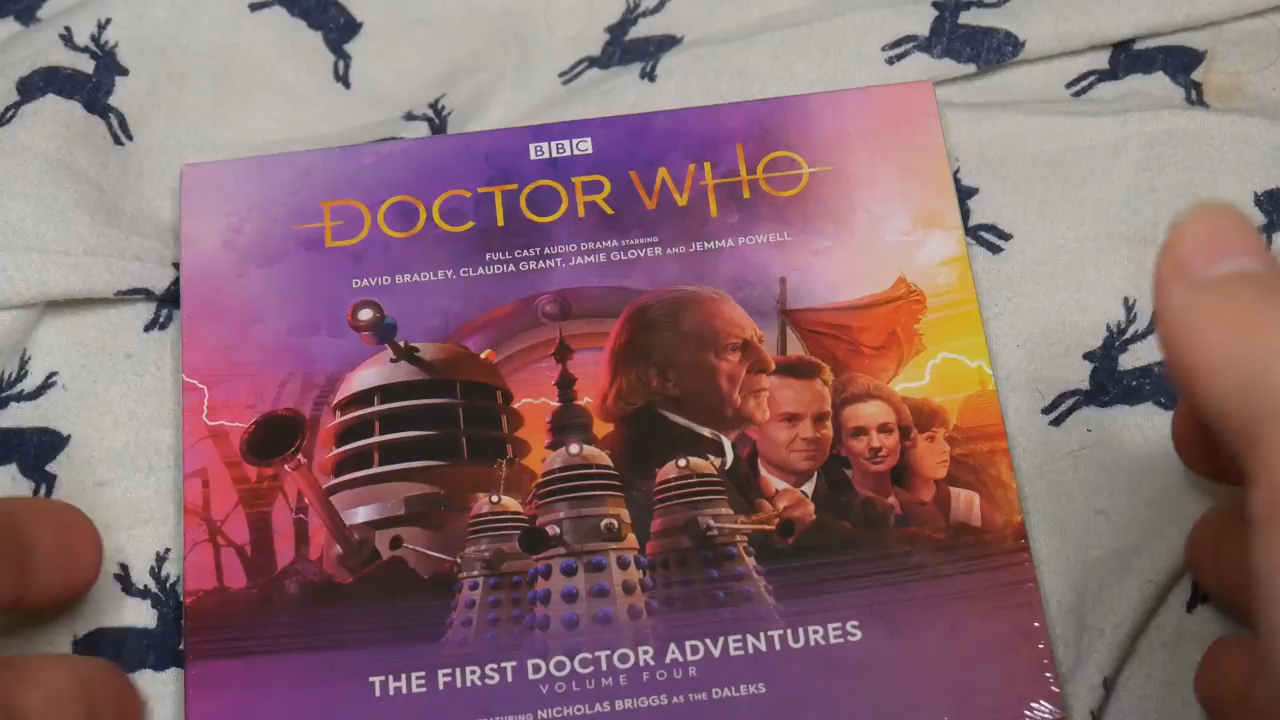 BBC
DOCTOR WHO
FULL CAST AUDIO DRAMA STARRING
DAVID BRADLEY, CLAUDIA GRANT, JAMIE GLOVER AND JEMMA POWELL
THE FIRST DOCTOR ADVENTURES
VOLUME FOUR
FEATURING NICHOLAS BRIGGS AS THE DALEKS